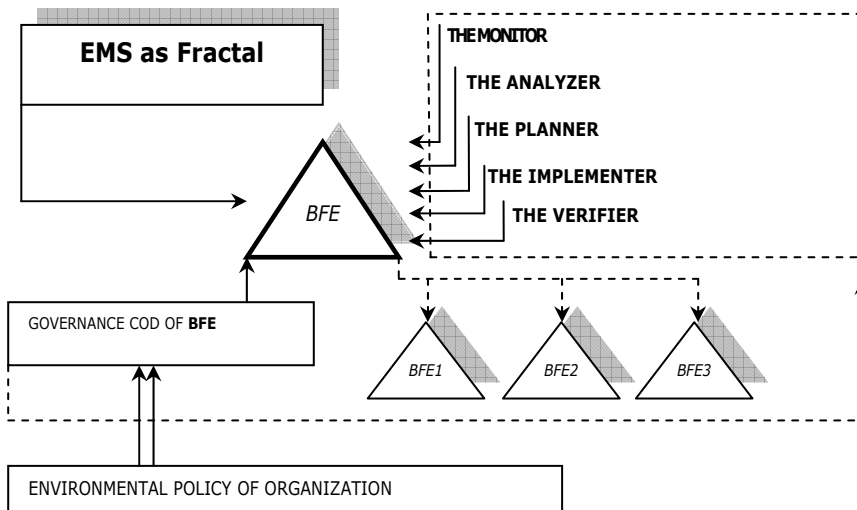 EMS as Fractal
THE MONITOR
THE ANALYZER
THE PLANNER
THE IMPLEMENTER
THE VERIFIER
BFE
GOVERNANCE COD OF BFE
BFE1
BFE2
BFE3
ENVIRONMENTAL POLICY OF ORGANIZATION